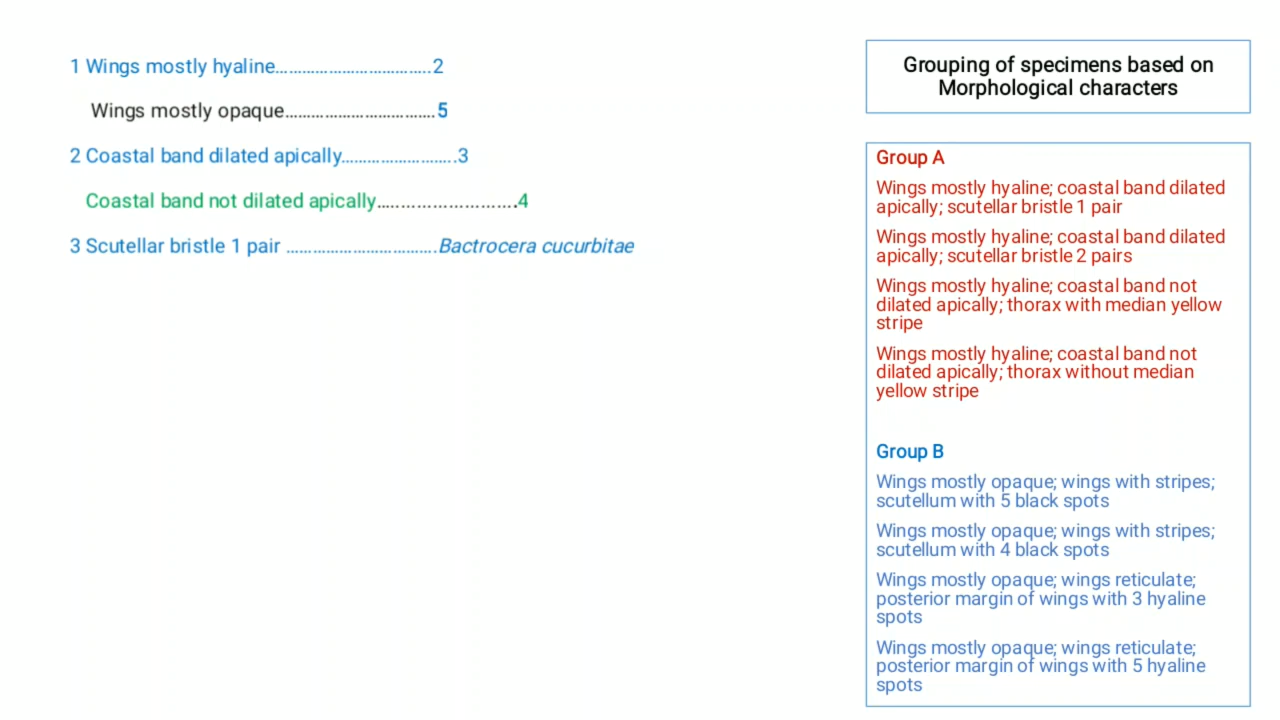 1 Wings mostly hyaline……………………………..2
Wings mostly opaque…………………………….5
2 Coastal band dilated apically……………………..3
Coastal band not dilated apically…..…………………….4
3 Scutellar bristle 1 pair …………………………….Bactrocera cucurbitae
Grouping of specimens based on
Morphological characters
Group A
Wings mostly hyaline; coastal band dilated
apically; scutellar bristle 1 pair
Wings mostly hyaline; coastal band dilated
apically; scutellar bristle 2 pairs
Wings mostly hyaline; coastal band not
dilated apically; thorax with median yellow
stripe
Wings mostly hyaline; coastal band not
dilated apically; thorax without median
yellow stripe
Group B
Wings mostly opaque; wings with stripes;
scutellum with 5 black spots
Wings mostly opaque; wings with stripes;
scutellum with 4 black spots
Wings mostly opaque; wings reticulate;
posterior margin of wings with 3 hyaline
spots
Wings mostly opaque; wings reticulate;
posterior margin of wings with 5 hyaline
spots